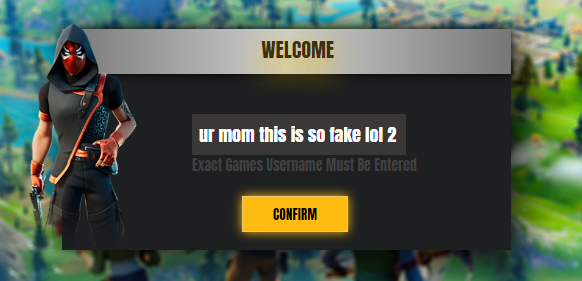 WELCOME
ur mom this is so fake lol 2
Exact Games Username Must Be Entered
CONFIRM